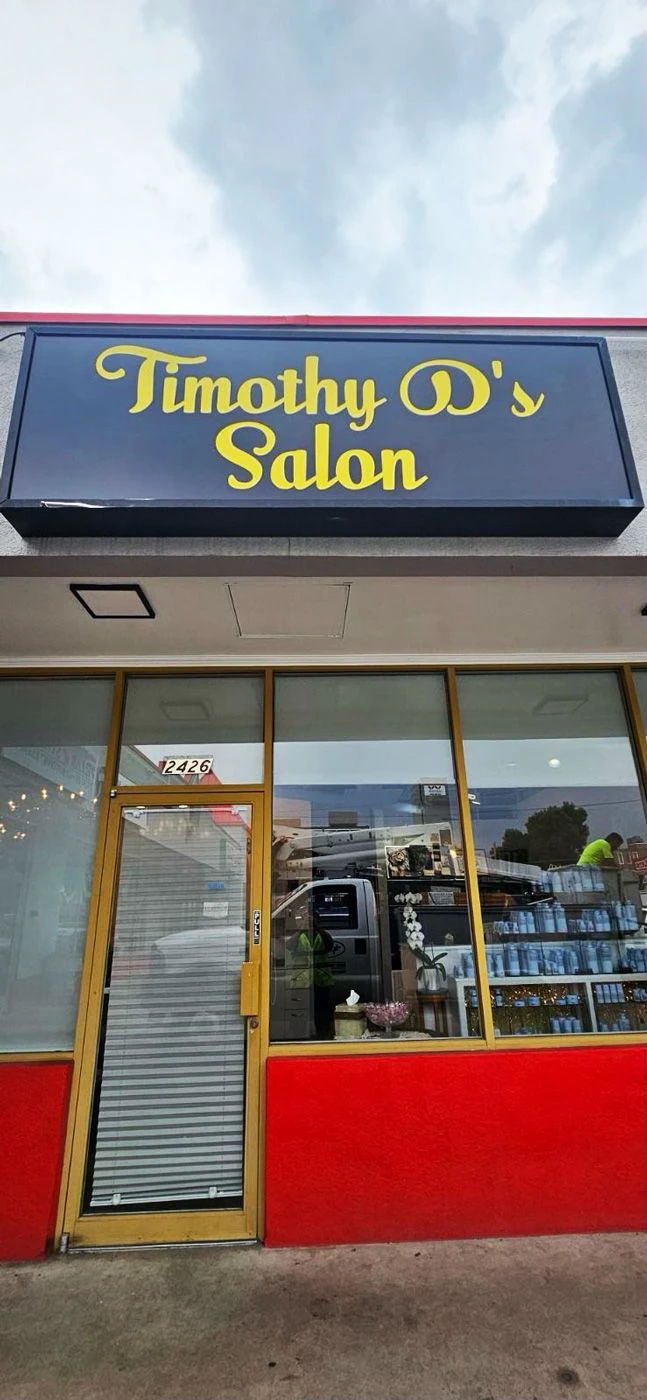 Timothy D's
Salon
2426
PULL